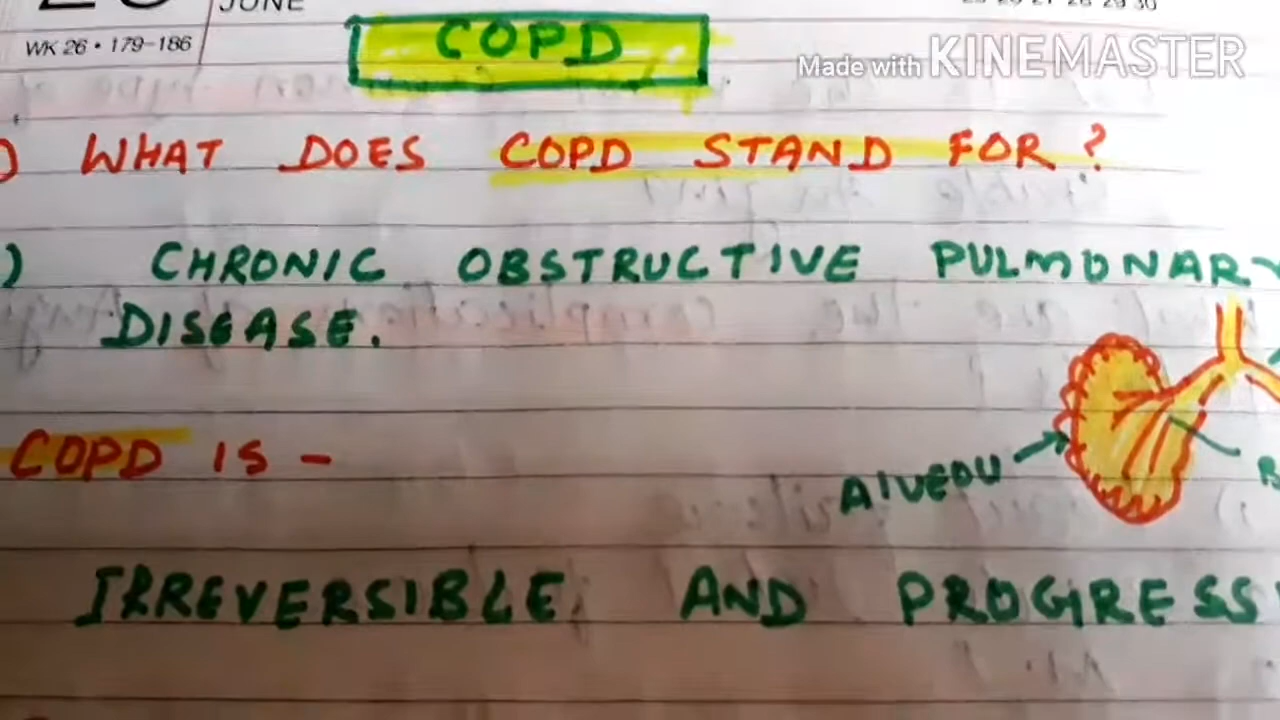 JUNE
WK 26 • 179-186
COPD
Made with KINEMASTER
) WHAT DOES COPD STAND FOR?
) CHRONIC OBSTRUCTIVE PULMONARY
DISEASE.
COPD IS -
ALVEOLI
IRREVERSIBLE AND PROGRESS